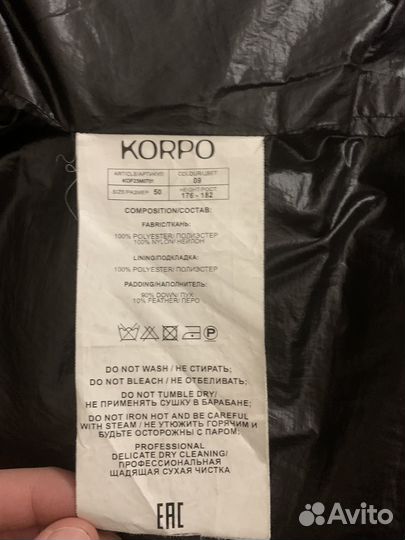 KORPO
ARTICLE/АРТИКУЛ COLOUR/ЦВЕТ
09
SIZE/РАЗМЕР 50 HEIGHT/РОСТ
176 - 182
COMPOSITION/СОСТАВ:
FABRIC/ТКАНЬ:
100% POLYESTER/ ПОЛИЭСТЕР
100% NYLON/ НЕЙЛОН
LINING/ПОДКЛАДКА:
100% POLYESTER/ ПОЛИЭСТЕР
PADDING/НАПОЛНИТЕЛЬ:
90% DOWN/ ПУХ
10% FEATHER/ ПЕРО
P
DO NOT WASH / НЕ СТИРАТЬ;
DO NOT BLEACH / НЕ ОТБЕЛИВАТЬ;
DO NOT TUMBLE DRY/
НЕ ПРИМЕНЯТЬ СУШКУ В БАРАБАНЕ;
DO NOT IRON HOT AND BE CAREFUL
WITH STEAM / НЕ УТЮЖИТЬ ГОРЯЧИМ И
БУДЬТЕ ОСТОРОЖНЫ С ПАРОМ;
PROFESSIONAL
DELICATE DRY CLEANING/
ПРОФЕССИОНАЛЬНАЯ
ЩАДЯЩАЯ СУХАЯ ЧИСТКА
EAC
Avito